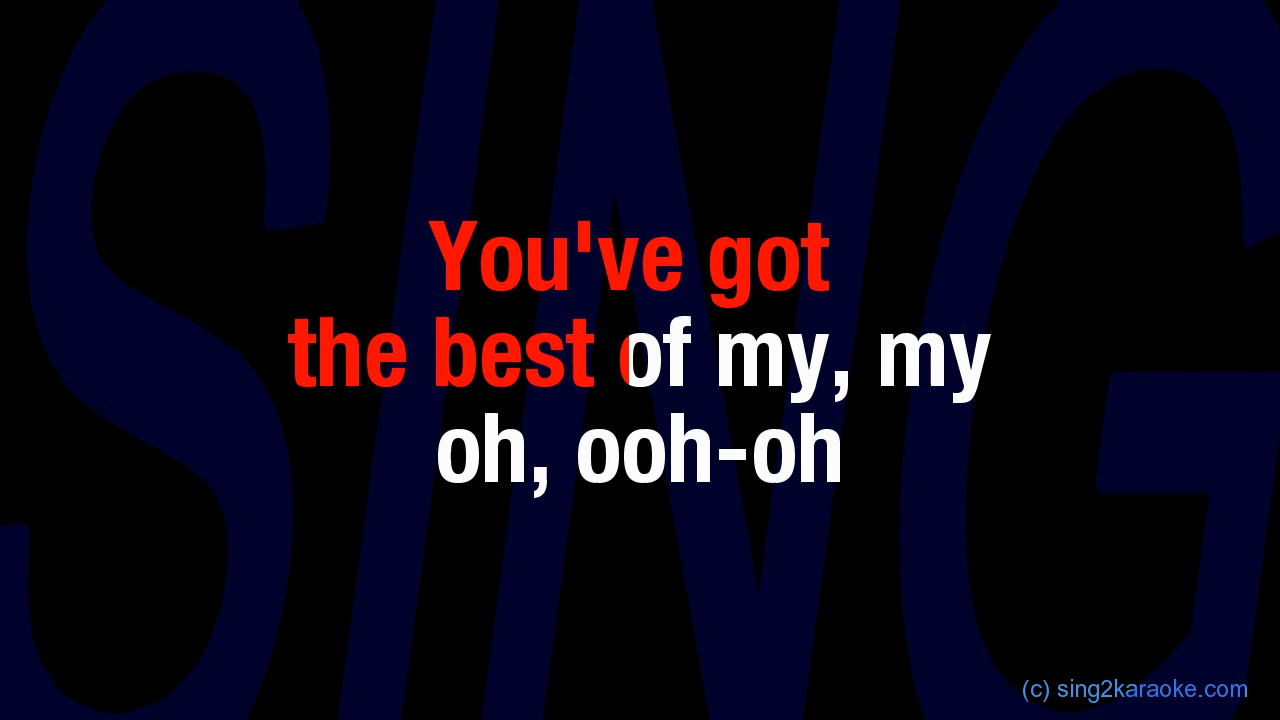 SING
You've got
the best of my, my
oh, ooh-oh
(c) sing2karaoke.com